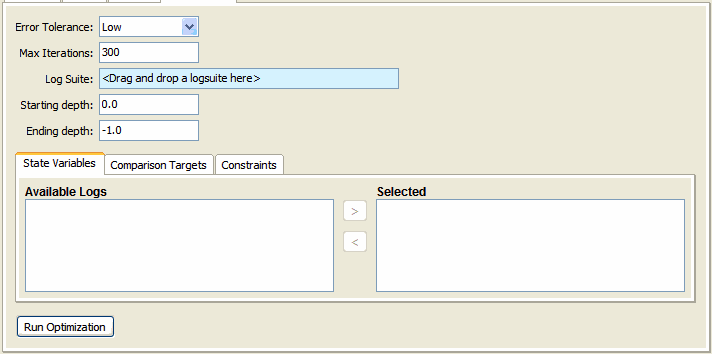 Error Tolerance: Low
Max Iterations: 300
Log Suite: <Drag and drop a logsuite here>
Starting depth: 0.0
Ending depth: -1.0
State Variables Comparison Targets Constraints
Available Logs Selected
>
<
Run Optimization